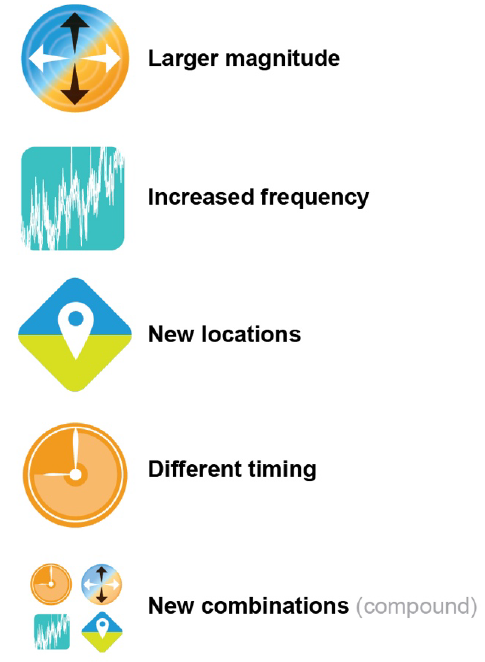 Larger magnitude
Increased frequency
New locations
Different timing
New combinations (compound)